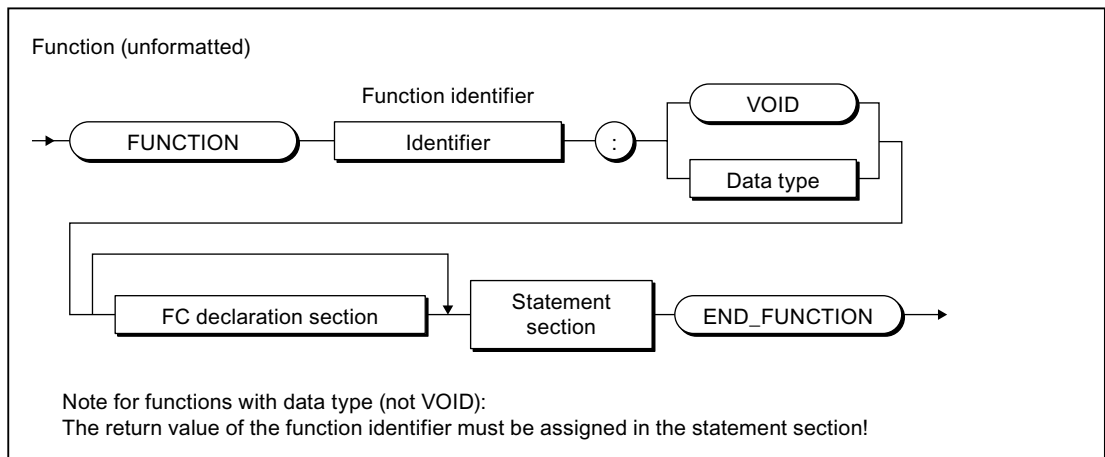 Function (unformatted)
Function identifier
VOID
FUNCTION
Identifier
:
Data type
FC declaration section
Statement
section
END_FUNCTION
Note for functions with data type (not VOID):
The return value of the function identifier must be assigned in the statement section!